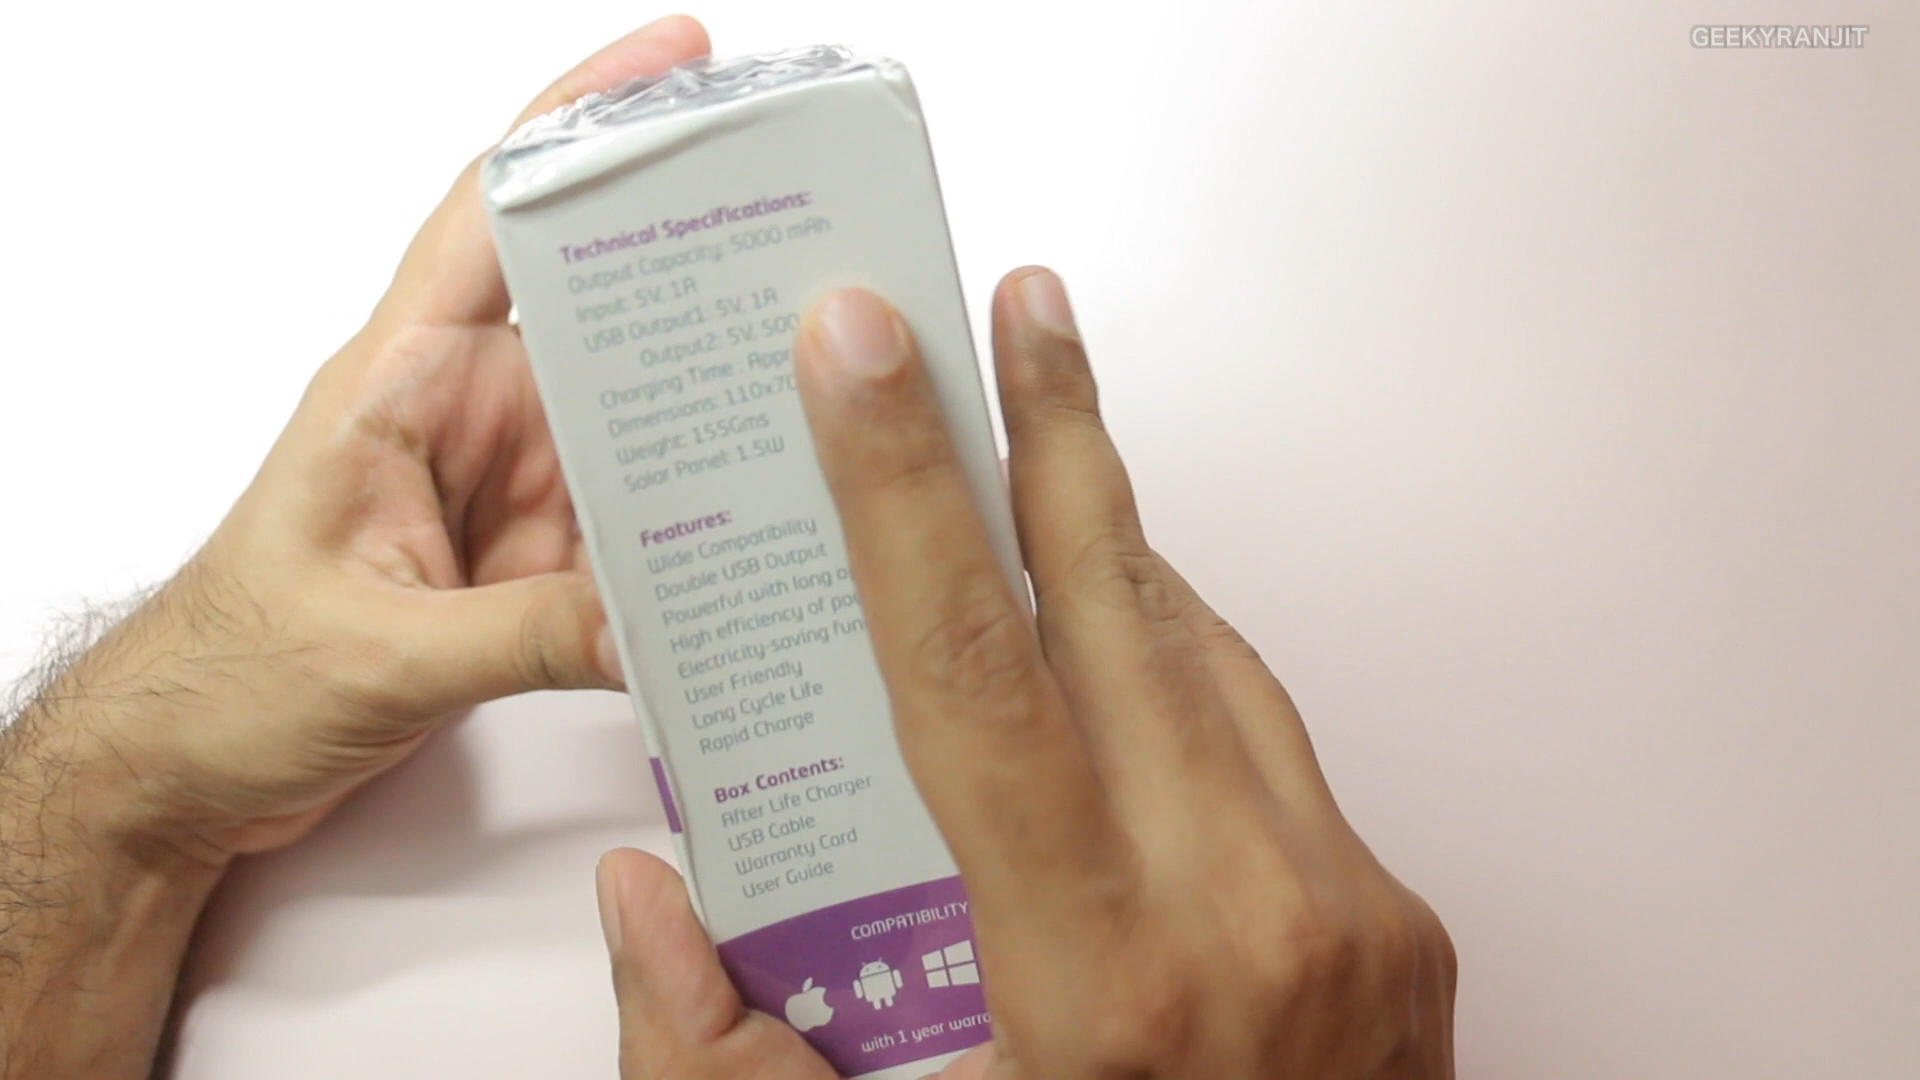 GEEKYRANJIT
Technical Specifications:
Output Capacity: 5000 mAh
Input: 5V, 1A
USB Output1: 5V, 1A
Output2: 5V, 500
Charging Time : Appr
Dimensions: 110x70
Weight: 155Gms
Solar Panel: 1.5W
Features:
Wide Compatibility
Double USB Output
Powerful with long
High efficiency of
Electricity-saving
User Friendly
Long Cycle Life
Rapid Charge
Box Contents:
After Life Charger
USB Cable
Warranty Card
User Guide
COMPATIBILITY
with 1 year